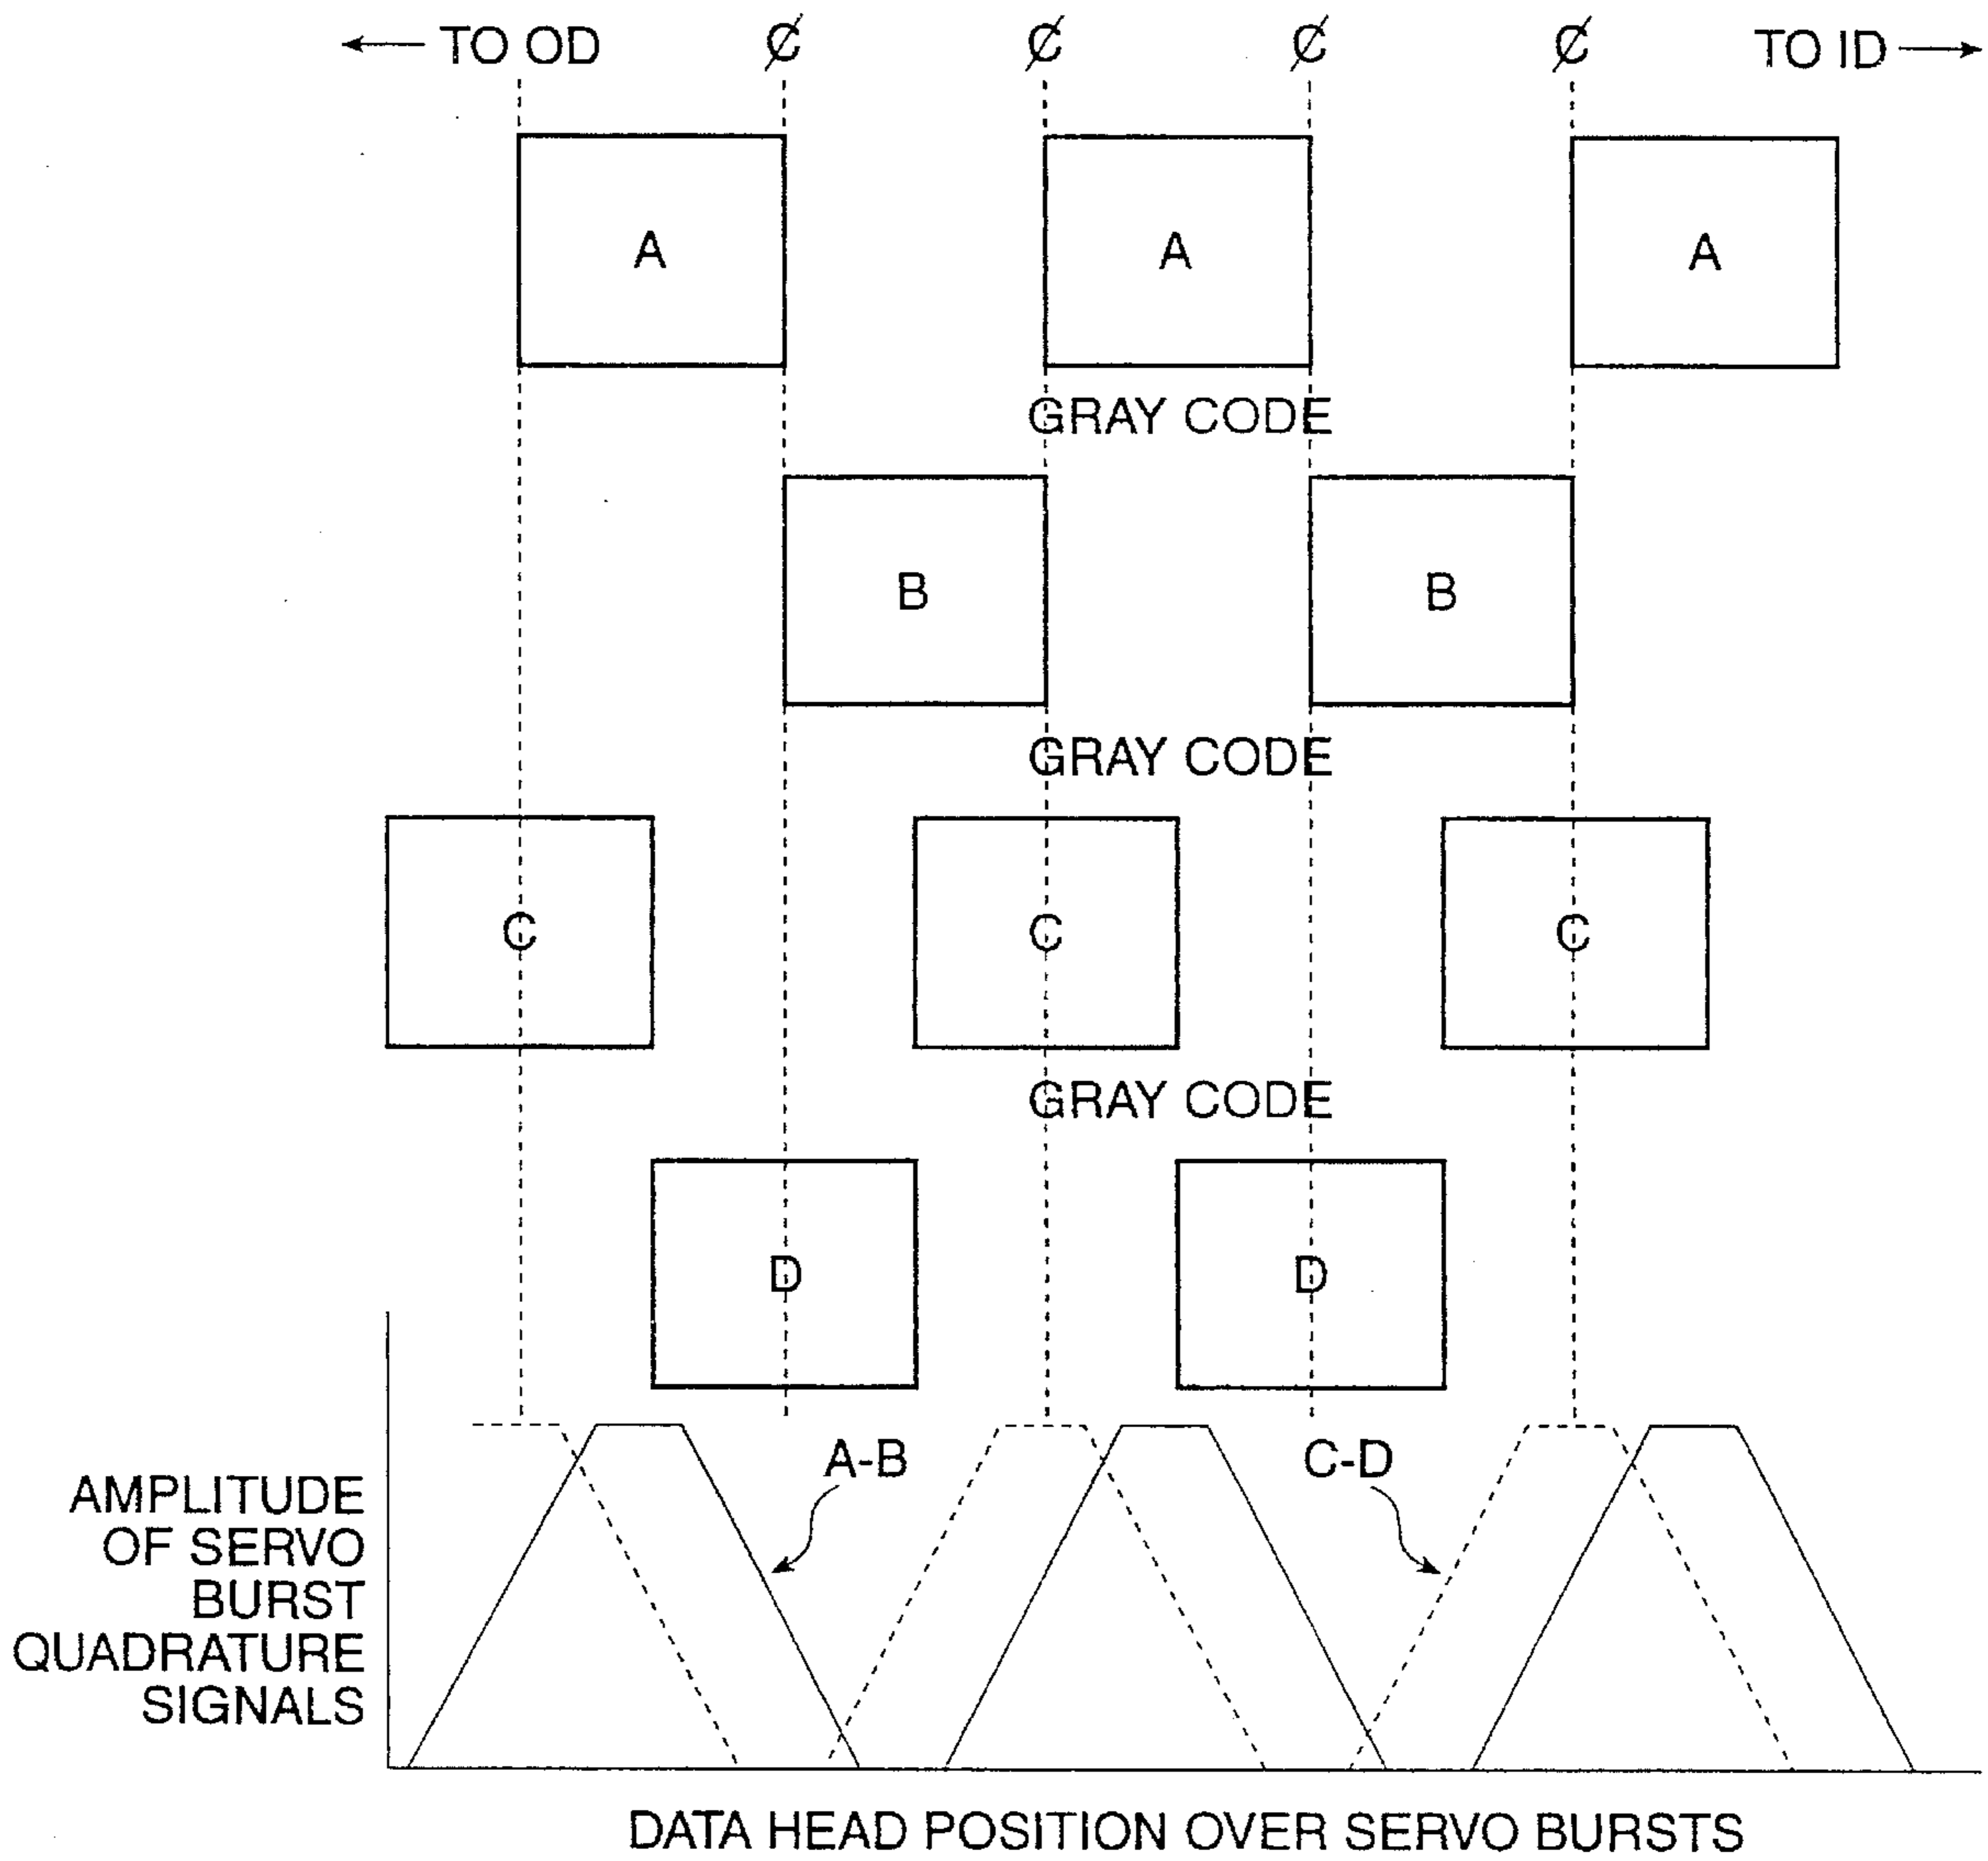 ← TO OD ₵ ₵ ₵ ₵ TO ID →
A A A
GRAY CODE
B B
GRAY CODE
C C C
GRAY CODE
D D
A-B C-D
AMPLITUDE
OF SERVO
BURST
QUADRATURE
SIGNALS
DATA HEAD POSITION OVER SERVO BURSTS